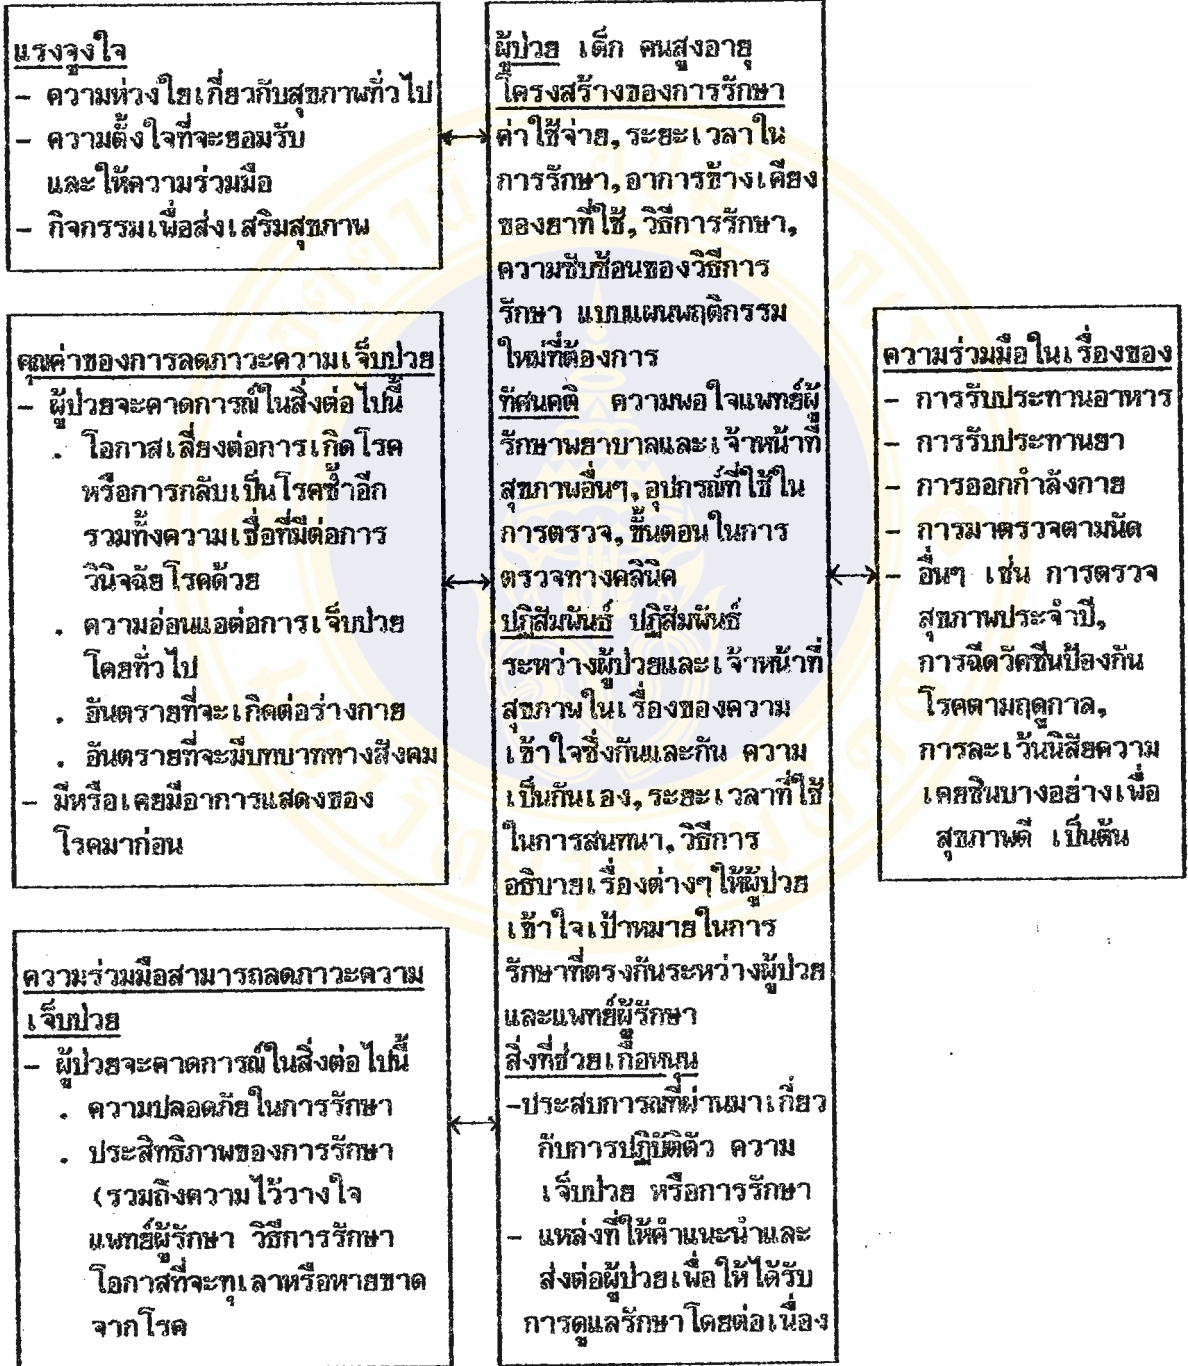 แรงจูงใจ
- ความห่วงใยเกี่ยวกับสุขภาพทั่วไป
- ความตั้งใจที่จะยอมรับ
และให้ความร่วมมือ
- กิจกรรมเพื่อส่งเสริมสุขภาพ
คุณค่าของการลดภาวะความเจ็บป่วย
- ผู้ป่วยจะคาดการณ์ในสิ่งต่อไปนี้
. โอกาสเสี่ยงต่อการเกิดโรค
หรือการกลับเป็นโรคซ้ำอีก
รวมทั้งความเชื่อที่มีต่อการ
วินิจฉัยโรคด้วย
. ความอ่อนแอต่อการเจ็บป่วย
โดยทั่วไป
. อันตรายที่จะเกิดต่อร่างกาย
. อันตรายที่จะมีบทบาททางสังคม
- มีหรือเคยมีอาการแสดงของ
โรคมาก่อน
ความร่วมมือสามารถลดภาวะความ
เจ็บป่วย
- ผู้ป่วยจะคาดการณ์ในสิ่งต่อไปนี้
. ความปลอดภัยในการรักษา
. ประสิทธิภาพของการรักษา
(รวมถึงความไว้วางใจ
แพทย์ผู้รักษา วิธีการรักษา
โอกาสที่จะทุเลาหรือหายขาด
จากโรค
ผู้ป่วย เด็ก คนสูงอายุ
โครงสร้างของการรักษา
ค่าใช้จ่าย,ระยะเวลาใน
การรักษา,อาการข้างเคียง
ของยาที่ใช้,วิธีการรักษา,
ความซับซ้อนของวิธีการ
รักษา แบบแผนพฤติกรรม
ใหม่ที่ต้องการ
ทัศนคติ ความพอใจแพทย์ผู้
รักษาพยาบาลและเจ้าหน้าที่
สุขภาพอื่นๆ,อุปกรณ์ที่ใช้ใน
การตรวจ,ขั้นตอนในการ
ตรวจทางคลินิค
ปฏิสัมพันธ์ ปฏิสัมพันธ์
ระหว่างผู้ป่วยและเจ้าหน้าที่
สุขภาพในเรื่องของความ
เข้าใจซึ่งกันและกัน ความ
เป็นกันเอง,ระยะเวลาที่ใช้
ในการสนทนา,วิธีการ
อธิบายเรื่องต่างๆให้ผู้ป่วย
เข้าใจเป้าหมายในการ
รักษาที่ตรงกันระหว่างผู้ป่วย
และแพทย์ผู้รักษา
สิ่งที่ช่วยเกื้อหนุน
-ประสบการณ์ที่ผ่านมาเกี่ยว
กับการปฏิบัติตัว ความ
เจ็บป่วย หรือการรักษา
- แหล่งที่ให้คำแนะนำและ
ส่งต่อผู้ป่วยเพื่อให้ได้รับ
การดูแลรักษาโดยต่อเนื่อง
ความร่วมมือในเรื่องของ
- การรับประทานอาหาร
- การรับประทานยา
- การออกกำลังกาย
- การมาตรวจตามนัด
- อื่นๆ เช่น การตรวจ
สุขภาพประจำปี,
การฉีดวัคซีนป้องกัน
โรคตามฤดูกาล,
การละเว้นนิสัยความ
เคยชินบางอย่างเพื่อ
สุขภาพดี เป็นต้น